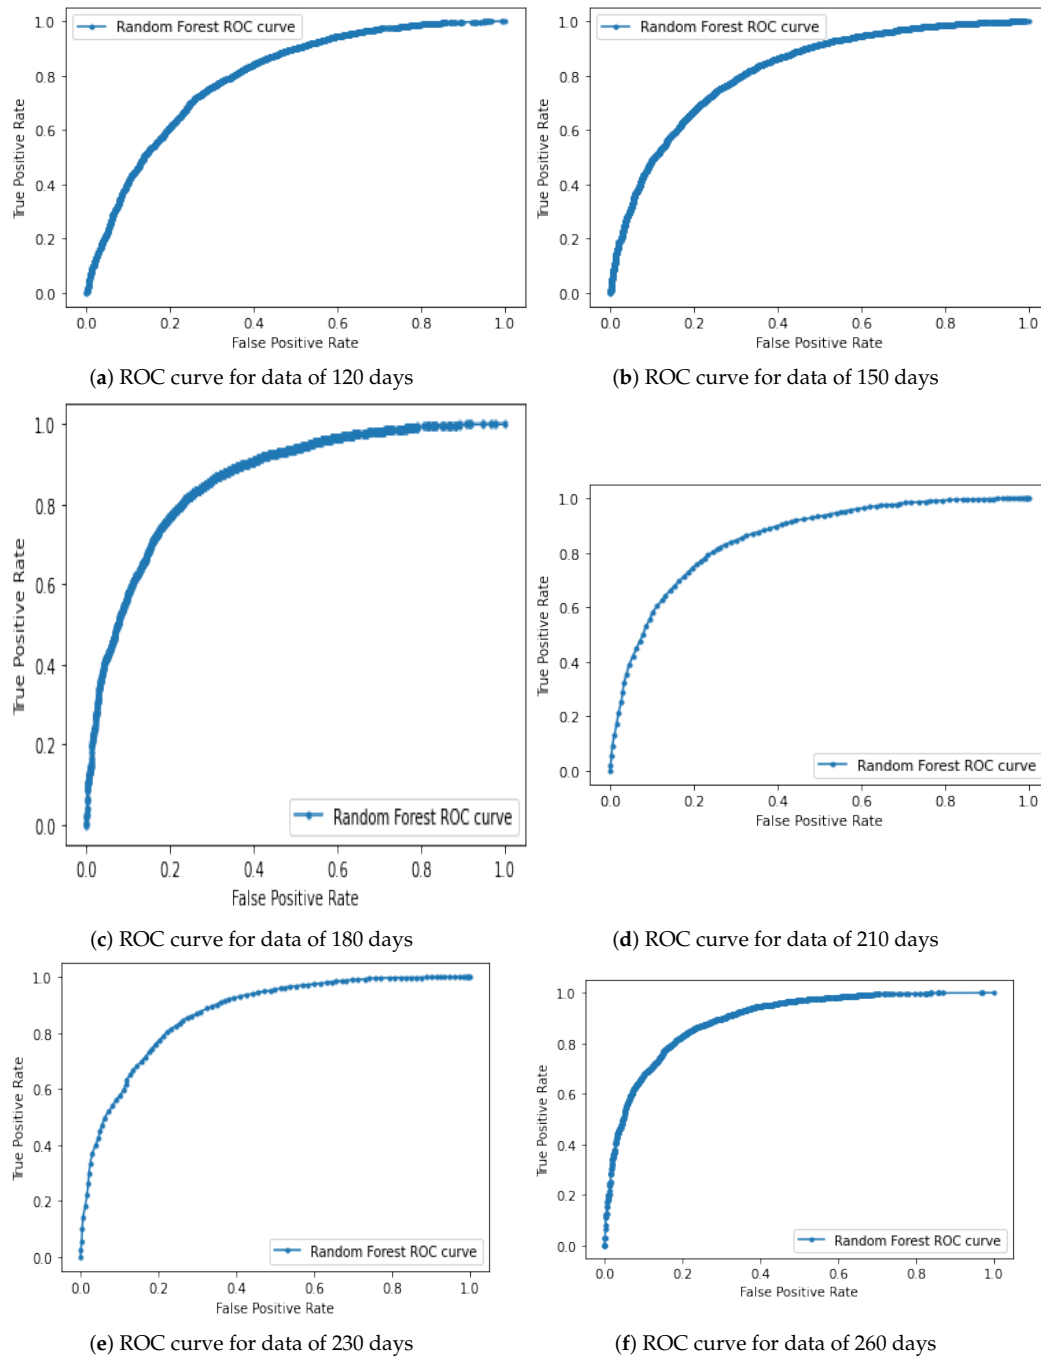 Random Forest ROC curve
True Positive Rate
1.0
0.8
0.6
0.4
0.2
0.0
0.0 0.2 0.4 0.6 0.8 1.0
False Positive Rate
(a) ROC curve for data of 120 days
Random Forest ROC curve
True Positive Rate
1.0
0.8
0.6
0.4
0.2
0.0
0.0 0.2 0.4 0.6 0.8 1.0
False Positive Rate
(b) ROC curve for data of 150 days
True Positive Rate
1.0
0.8
0.6
0.4
0.2
0.0
Random Forest ROC curve
0.0 0.2 0.4 0.6 0.8 1.0
False Positive Rate
(c) ROC curve for data of 180 days
True Positive Rate
1.0
0.8
0.6
0.4
0.2
0.0
Random Forest ROC curve
0.0 0.2 0.4 0.6 0.8 1.0
False Positive Rate
(d) ROC curve for data of 210 days
True Positive Rate
1.0
0.8
0.6
0.4
0.2
0.0
Random Forest ROC curve
0.0 0.2 0.4 0.6 0.8 1.0
False Positive Rate
(e) ROC curve for data of 230 days
True Positive Rate
1.0
0.8
0.6
0.4
0.2
0.0
Random Forest ROC curve
0.0 0.2 0.4 0.6 0.8 1.0
False Positive Rate
(f) ROC curve for data of 260 days